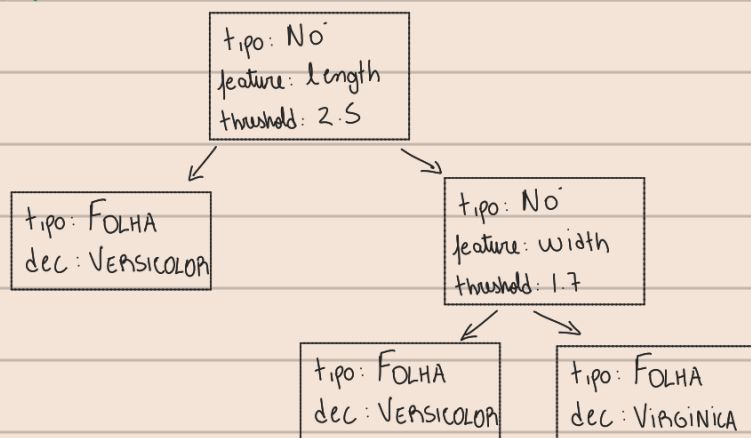 tipo: Nó
feature: length
threshold: 2.5
tipo: FOLHA
dec: VERSICOLOR
tipo: Nó
feature: width
threshold: 1.7
tipo: FOLHA
dec: VERSICOLOR
tipo: FOLHA
dec: VIRGINICA